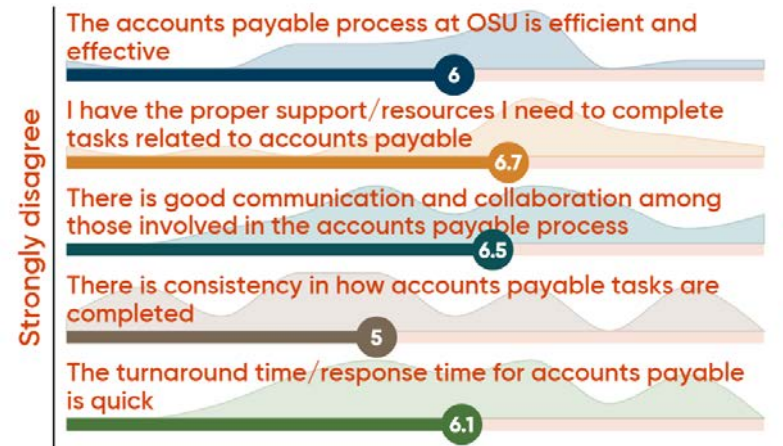 The accounts payable process at OSU is efficient and
effective
6
I have the proper support/resources I need to complete
tasks related to accounts payable
6.7
There is good communication and collaboration among
those involved in the accounts payable process
6.5
There is consistency in how accounts payable tasks are
completed
5
The turnaround time/response time for accounts payable
is quick
6.1
Strongly disagree